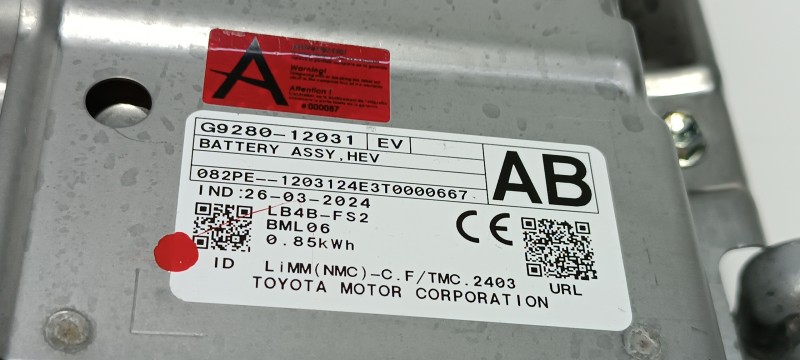 A
Warning!
Attention !
#000087
G9280-12031 EV
BATTERY ASSY,HEV
AB
082PE--1203124E3T0000667.
IND:26-03-2024
LB4B-FS2
BML06
0.85kWh
CE
ID
LiMM(NMC)-C.F/TMC.2403
URL
TOYOTA MOTOR CORPORATION